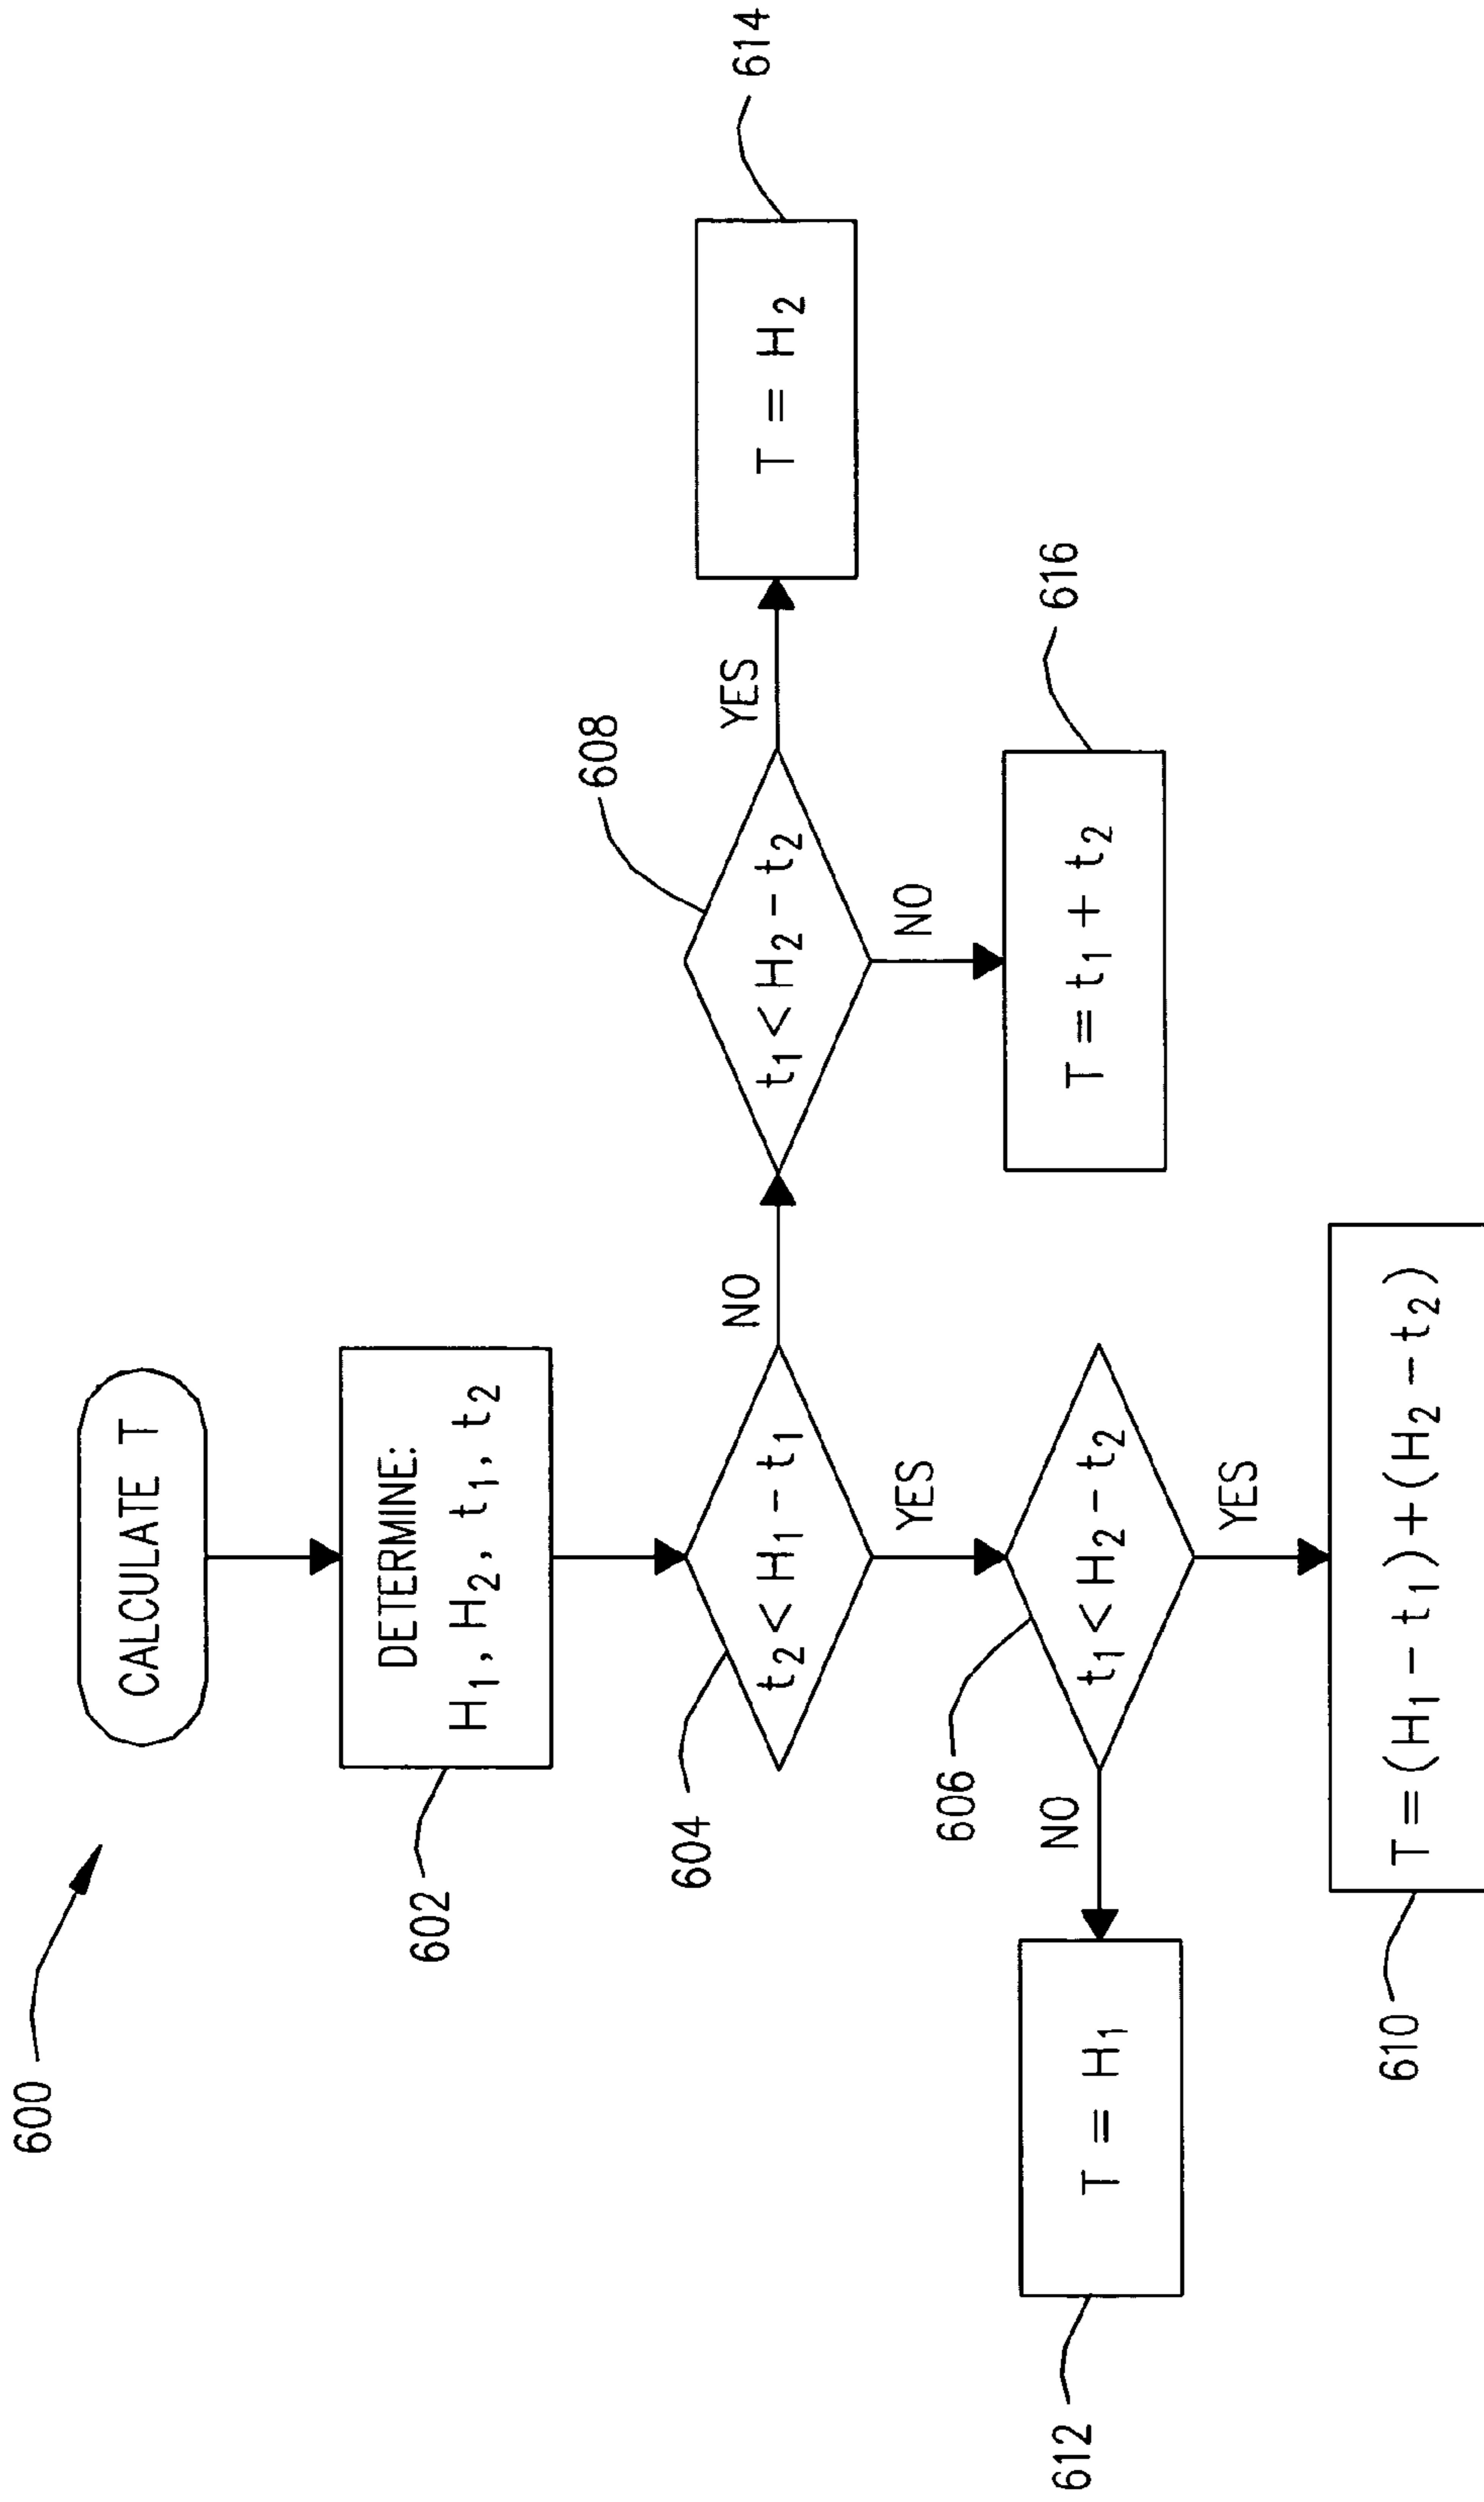 600
CALCULATE T
602
DETERMINE:
H₁, H₂, t₁, t₂
604
t₂ < H₁ - t₁
NO
608
t₁ < H₂ - t₂
YES
T = H₂
614
YES
NO
606
t₁ < H₂ - t₂
T = t₁ + t₂
616
NO
612
T = H₁
YES
610
T = (H₁ - t₁) + (H₂ - t₂)